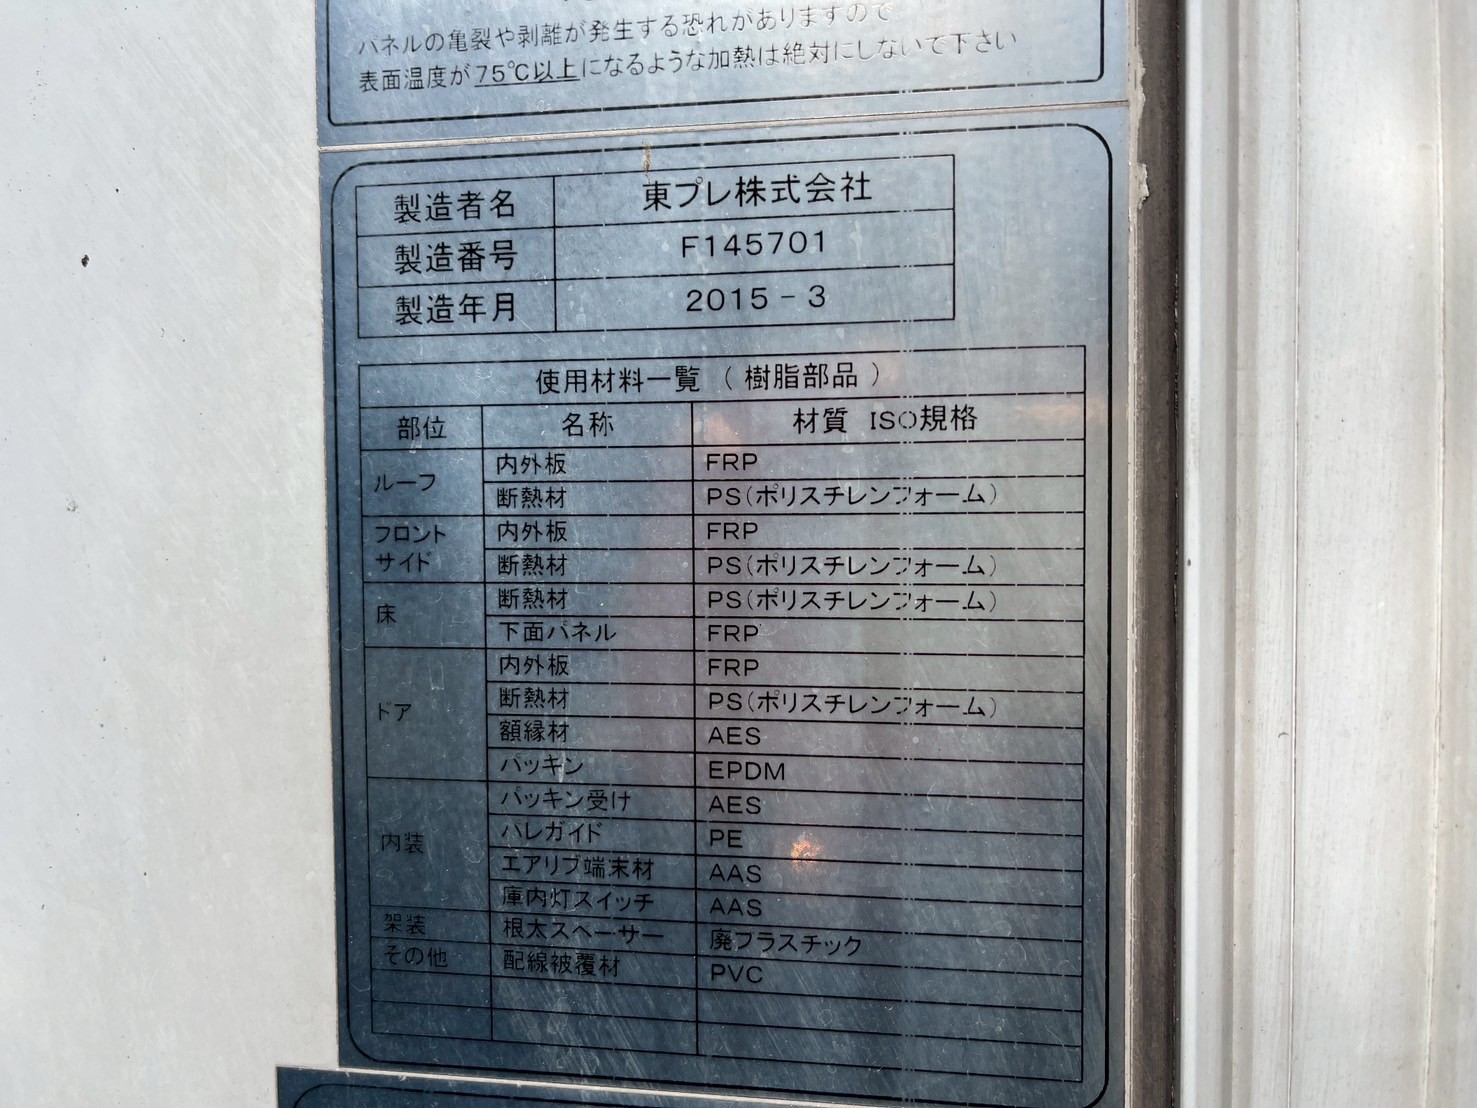 パネルの亀裂や剥離が発生する恐れがありますので
表面温度が75℃以上になるような加熱は絶対にしないで下さい
製造者名 東プレ株式会社
製造番号 F145701
製造年月 2015-3
使用材料一覧（樹脂部品）
部位 名称 材質 ISO規格
ルーフ 内外板 FRP
断熱材 PS(ポリスチレンフォーム)
フロント サイド 内外板 FRP
断熱材 PS(ポリスチレンフォーム)
床 断熱材 PS(ポリスチレンフォーム)
下面パネル FRP
ドア 内外板 FRP
断熱材 PS(ポリスチレンフォーム)
額縁材 AES
パッキン EPDM
内装 パッキン受け AES
ハレガイド PE
エアリブ端末材 AAS
庫内灯スイッチ AAS
架装 根太スペーサー 廃プラスチック
その他 配線被覆材 PVC